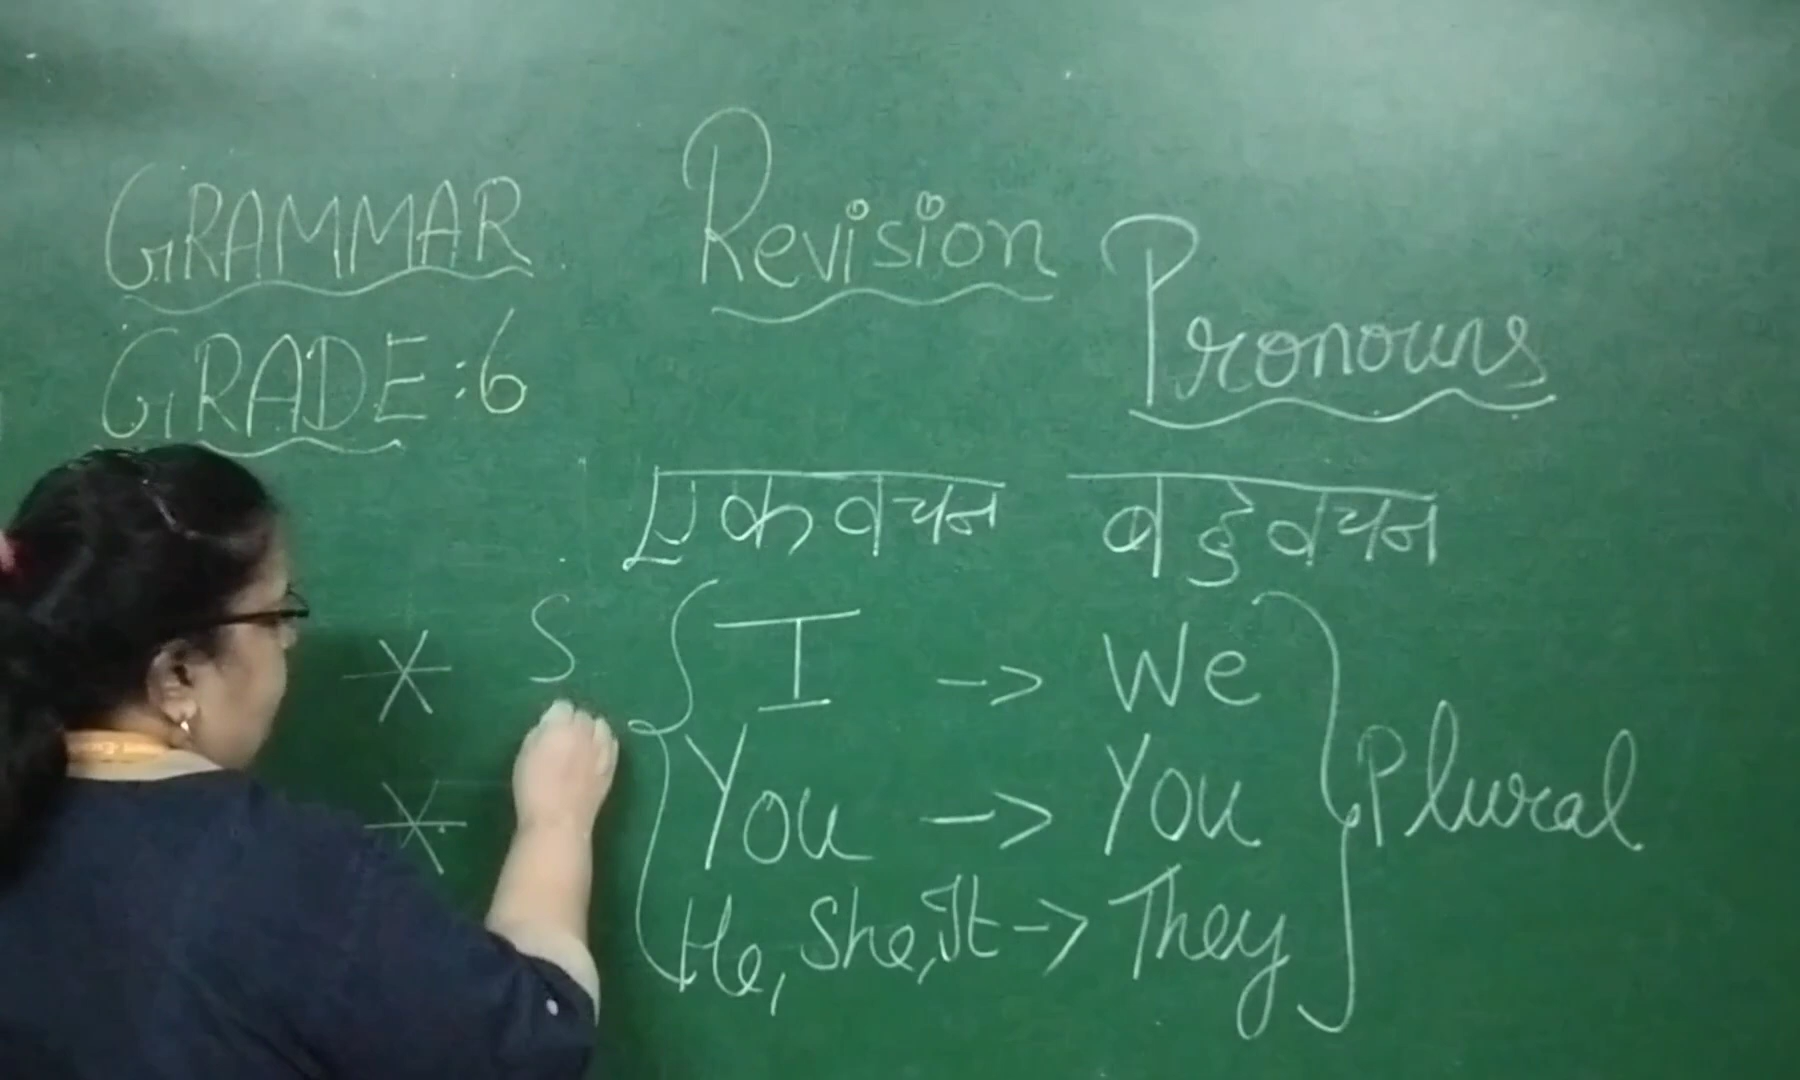 GRAMMAR Revision
GRADE:6 Pronouns
एकवचन बहुवचन
* S I -> We
* You -> You Plural
He, She, It -> They